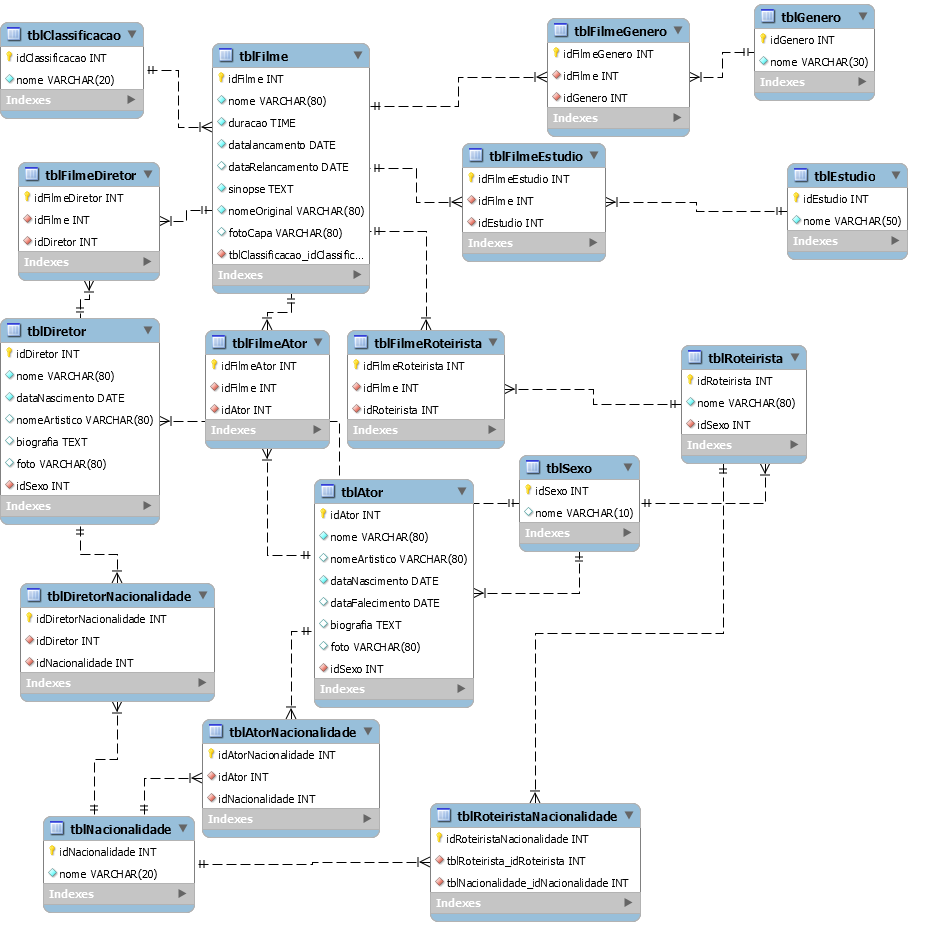 tblClassificacao
idClassificacao INT
nome VARCHAR(20)
Indexes
tblFilme
idFilme INT
nome VARCHAR(80)
duracao TIME
datalancamento DATE
dataRelancamento DATE
sinopse TEXT
nomeOriginal VARCHAR(80)
fotoCapa VARCHAR(80)
tblClassificacao_idClassific...
Indexes
tblFilmeGenero
idFilmeGenero INT
idFilme INT
idGenero INT
Indexes
tblGenero
idGenero INT
nome VARCHAR(30)
Indexes
tblFilmeDiretor
idFilmeDiretor INT
idFilme INT
idDiretor INT
Indexes
tblFilmeEstudio
idFilmeEstudio INT
idFilme INT
idEstudio INT
Indexes
tblEstudio
idEstudio INT
nome VARCHAR(50)
Indexes
tblDiretor
idDiretor INT
nome VARCHAR(80)
dataNascimento DATE
nomeArtistico VARCHAR(80)
biografia TEXT
foto VARCHAR(80)
idSexo INT
Indexes
tblFilmeAtor
idFilmeAtor INT
idFilme INT
idAtor INT
Indexes
tblFilmeRoteirista
idFilmeRoteirista INT
idFilme INT
idRoteirista INT
Indexes
tblRoteirista
idRoteirista INT
nome VARCHAR(80)
idSexo INT
Indexes
tblSexo
idSexo INT
nome VARCHAR(10)
Indexes
tblAtor
idAtor INT
nome VARCHAR(80)
nomeArtistico VARCHAR(80)
dataNascimento DATE
dataFalecimento DATE
biografia TEXT
foto VARCHAR(80)
idSexo INT
Indexes
tblDiretorNacionalidade
idDiretorNacionalidade INT
idDiretor INT
idNacionalidade INT
Indexes
tblAtorNacionalidade
idAtorNacionalidade INT
idAtor INT
idNacionalidade INT
Indexes
tblNacionalidade
idNacionalidade INT
nome VARCHAR(20)
Indexes
tblRoteiristaNacionalidade
idRoteiristaNacionalidade INT
tblRoteirista_idRoteirista INT
tblNacionalidade_idNacionalidade INT
Indexes